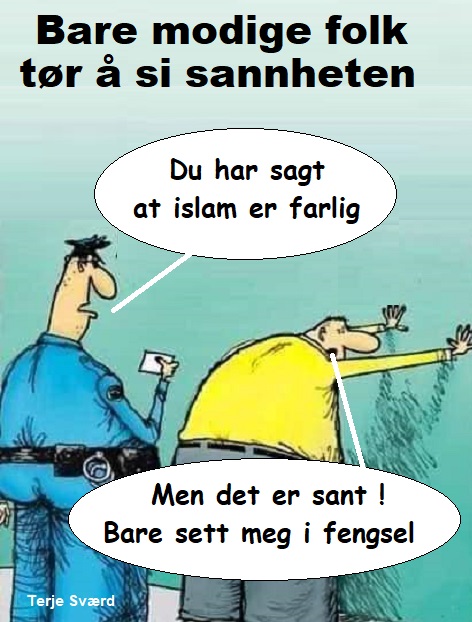 Bare modige folk
tør å si sannheten
Du har sagt
at islam er farlig
Men det er sant !
Bare sett meg i fengsel
Terje Sværd